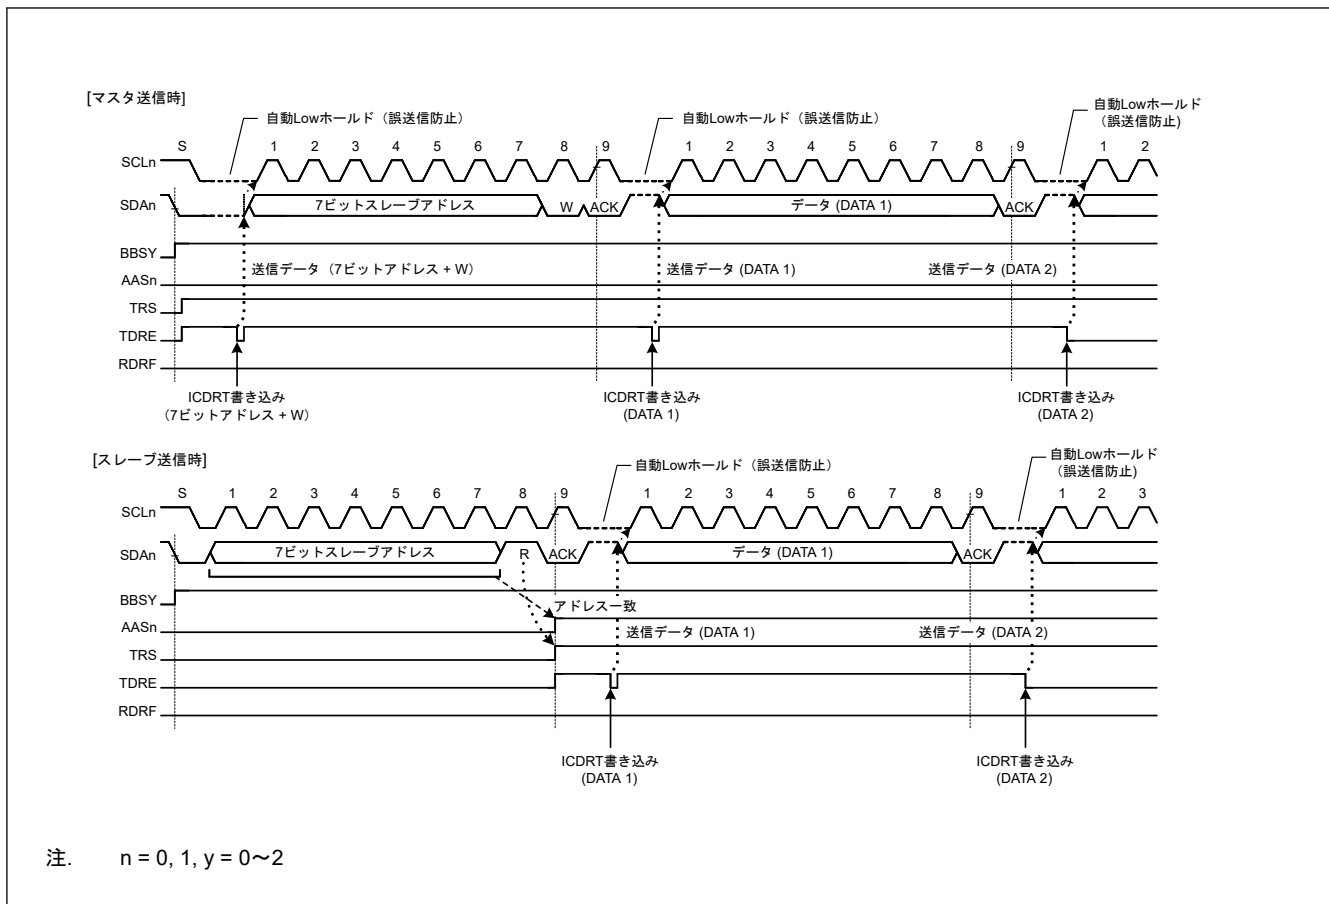 [マスタ送信時]
自動Lowホールド（誤送信防止）
自動Lowホールド（誤送信防止）
自動Lowホールド
（誤送信防止)
S 1 2 3 4 5 6 7 8 9 1 2 3 4 5 6 7 8 9 1 2
SCLn
SDAn 7ビットスレーブアドレス W ACK データ (DATA 1) ACK
BBSY
送信データ（7ビットアドレス + W） 送信データ (DATA 1) 送信データ (DATA 2)
AASn
TRS
TDRE
RDRF
ICDRT書き込み
（7ビットアドレス + W）
ICDRT書き込み
(DATA 1)
ICDRT書き込み
(DATA 2)
[スレーブ送信時]
自動Lowホールド（誤送信防止）
自動Lowホールド
（誤送信防止)
S 1 2 3 4 5 6 7 8 9 1 2 3 4 5 6 7 8 9 1 2 3
SCLn
SDAn 7ビットスレーブアドレス R ACK データ (DATA 1) ACK
BBSY
アドレス一致
AASn
送信データ (DATA 1) 送信データ (DATA 2)
TRS
TDRE
RDRF
ICDRT書き込み
(DATA 1)
ICDRT書き込み
(DATA 2)
注. n = 0, 1, y = 0～2